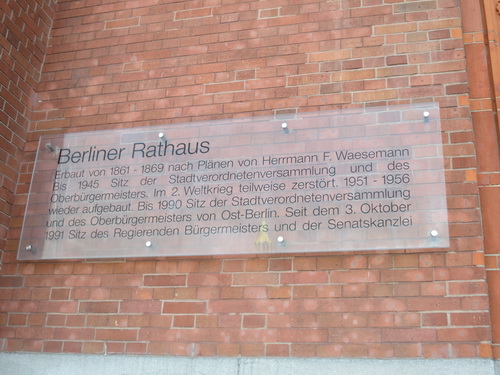 Berliner Rathaus
Erbaut von 1861 - 1869 nach Plänen von Herrmann F. Waesemann
Bis 1945 Sitz der Stadtverordnetenversammlung und des
Oberbürgermeisters. Im 2. Weltkrieg teilweise zerstört. 1951 - 1956
wieder aufgebaut. Bis 1990 Sitz der Stadtverordnetenversammlung
und des Oberbürgermeisters von Ost-Berlin. Seit dem 3. Oktober
1991 Sitz des Regierenden Bürgermeisters und der Senatskanzlei